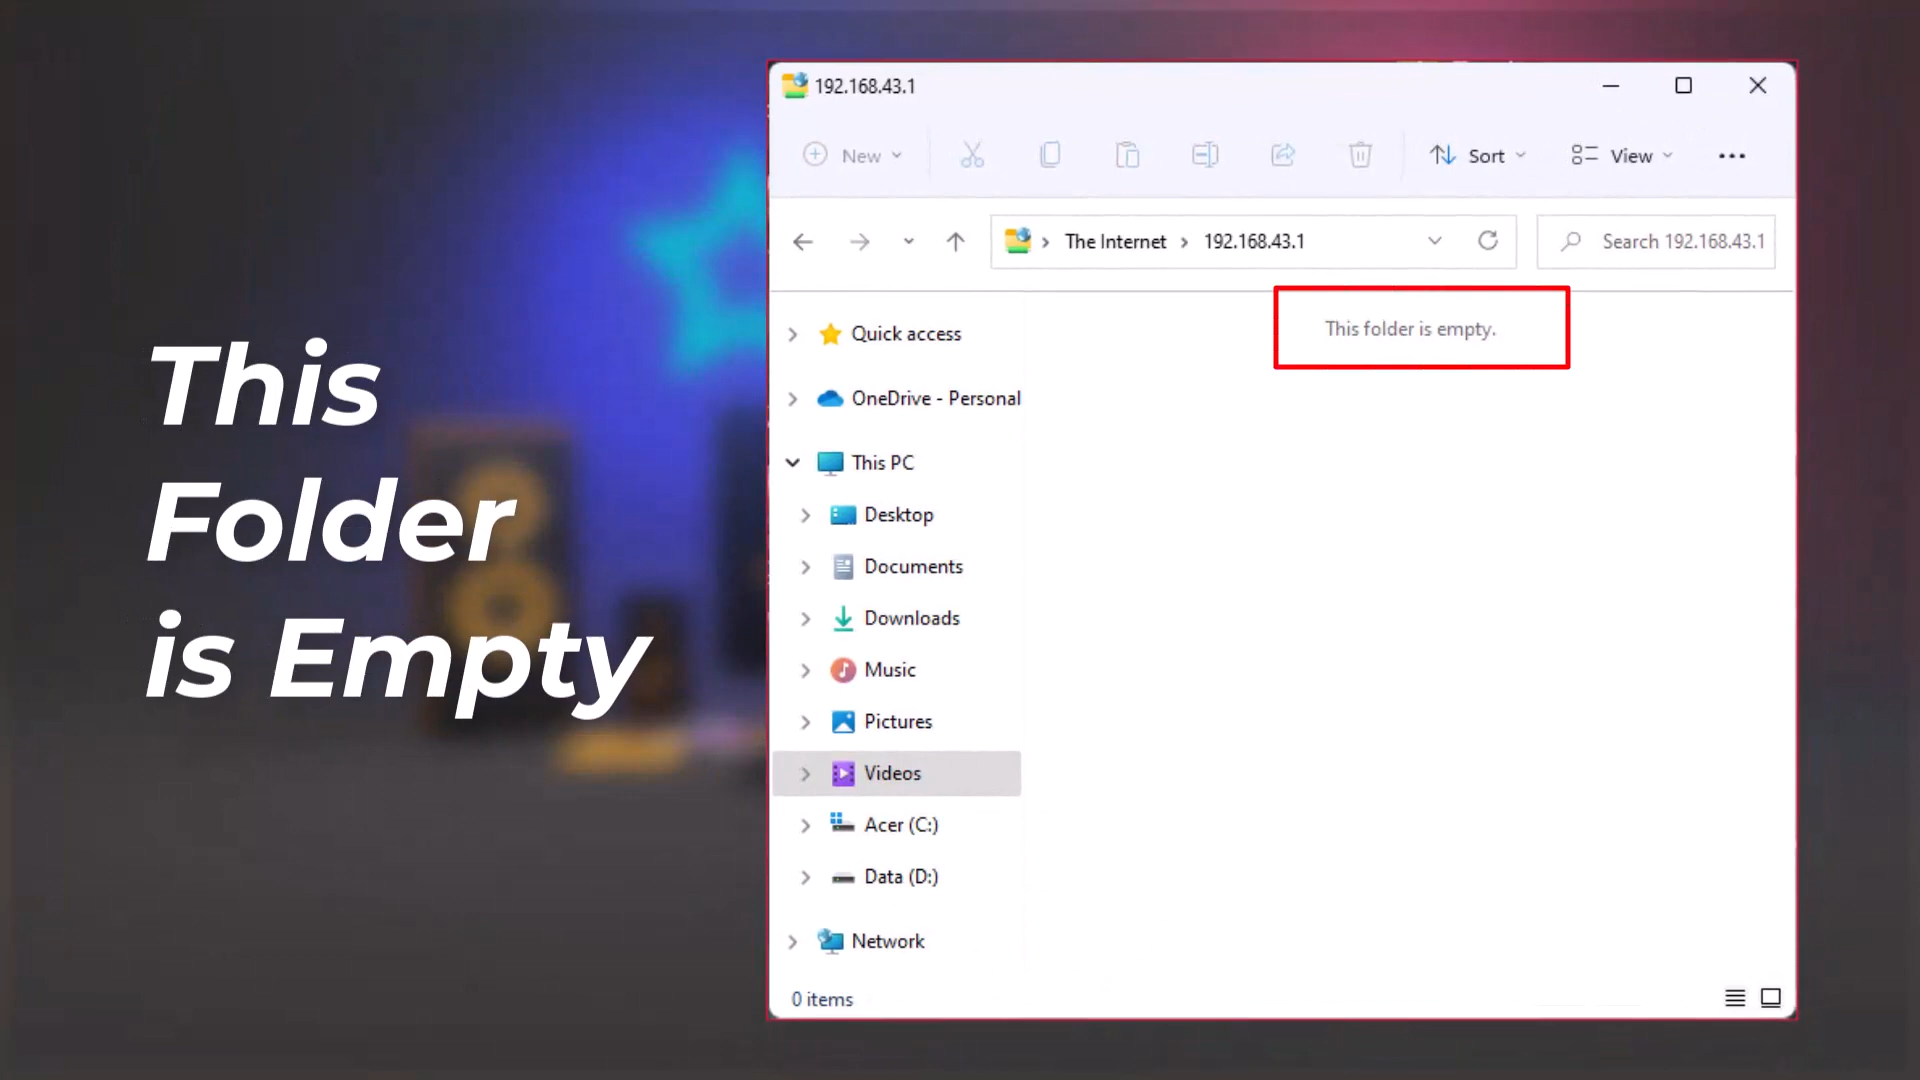 This
Folder
is Empty
192.168.43.1
New
Sort
View
The Internet
192.168.43.1
Search 192.168.43.1
This folder is empty.
Quick access
OneDrive - Personal
This PC
Desktop
Documents
Downloads
Music
Pictures
Videos
Acer (C:)
Data (D:)
Network
0 items